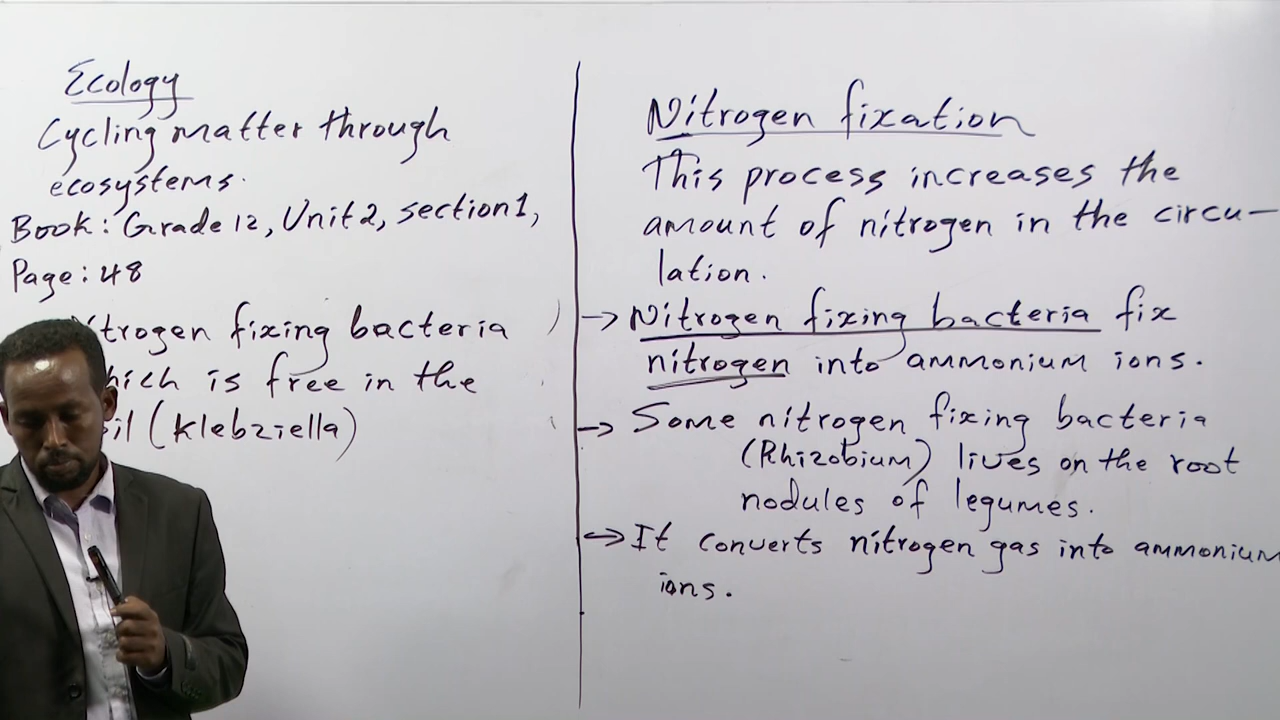 Ecology
Cycling matter through
ecosystems.
Book: Grade 12, Unit 2, section 1,
Page: 48
trogen fixing bacteria
hich is free in the
il (Klebziella)
Nitrogen fixation
This process increases the
amount of nitrogen in the circu-
lation.
→ Nitrogen fixing bacteria fix
nitrogen into ammonium ions.
→ Some nitrogen fixing bacteria
(Rhizobium) lives on the root
nodules of legumes.
→ It converts nitrogen gas into ammonium
ions.